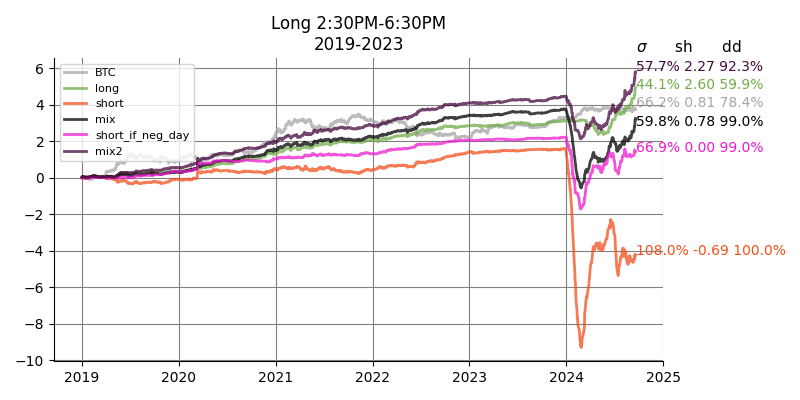 Long 2:30PM-6:30PM
2019-2023
σ sh dd
57.7% 2.27 92.3%
44.1% 2.60 59.9%
66.2% 0.81 78.4%
59.8% 0.78 99.0%
66.9% 0.00 99.0%
108.0% -0.69 100.0%
BTC
long
short
mix
short_if_neg_day
mix2
6
4
2
0
−2
−4
−6
−8
−10
2019 2020 2021 2022 2023 2024 2025